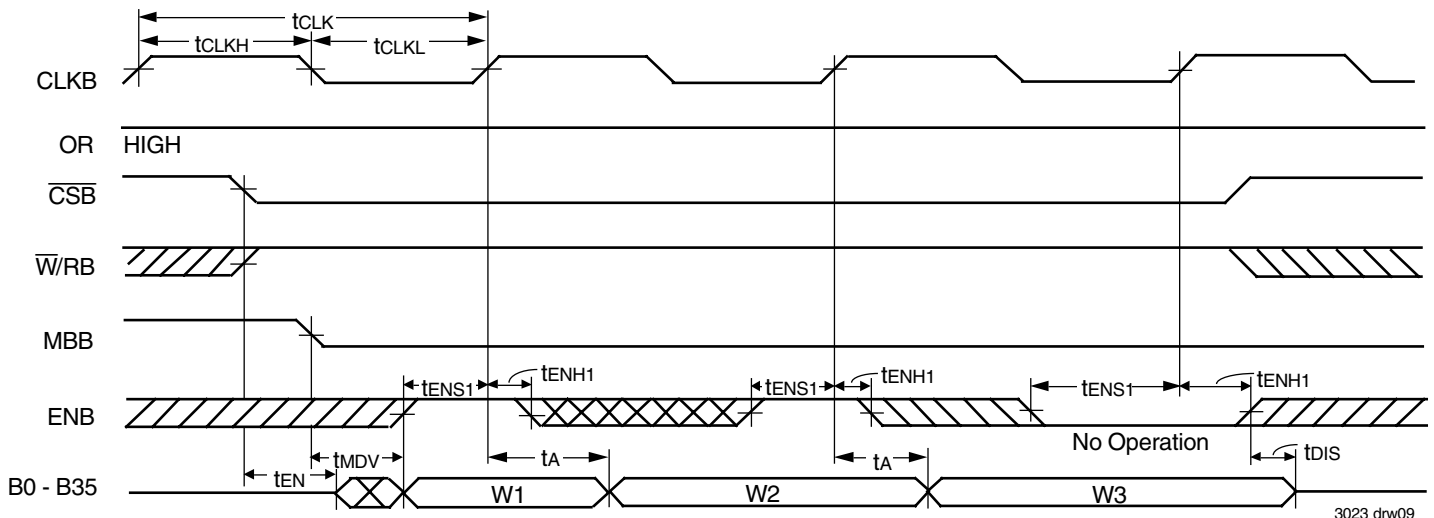 tCLK
tCLKH
tCLKL
CLKB
OR HIGH
CSB
W/RB
MBB
tENS1 tENH1 tENS1 tENH1 tENS1 tENH1
ENB
No Operation
tEN tMDV tA tA tDIS
B0 - B35 W1 W2 W3
3023 drw09